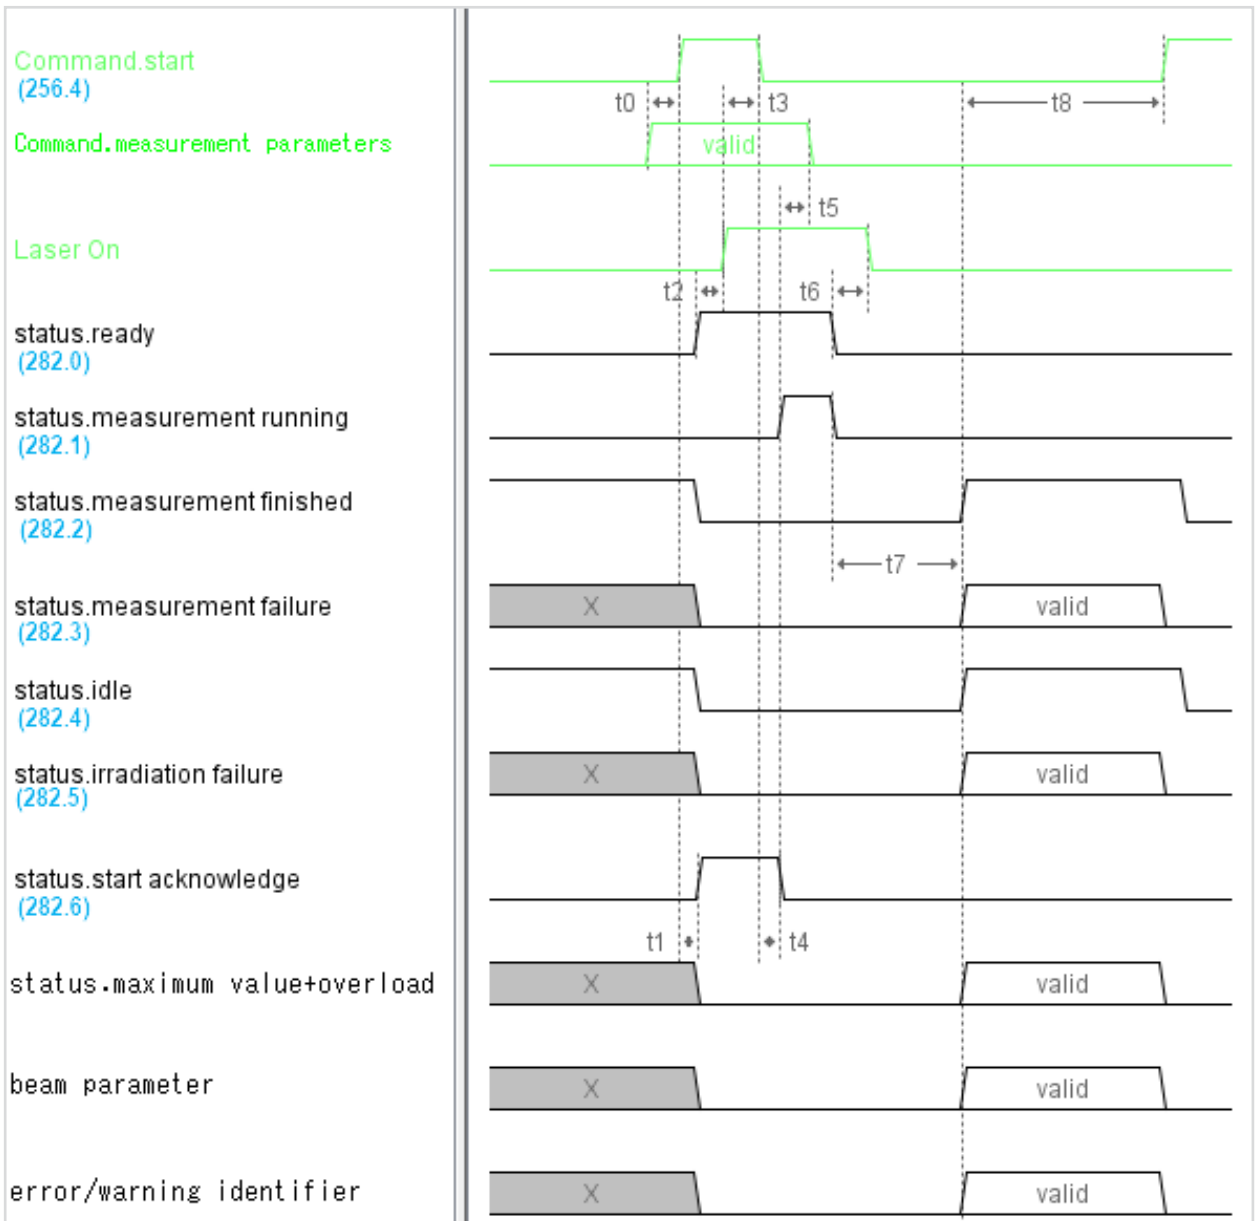 Command.start
(256.4)
t0
t3
t8
Command.measurement parameters
valid
t5
Laser On
t2
t6
status.ready
(282.0)
status.measurement running
(282.1)
status.measurement finished
(282.2)
t7
status.measurement failure
X
valid
(282.3)
status.idle
(282.4)
status.irradiation failure
X
valid
(282.5)
status.start acknowledge
(282.6)
t1
t4
status.maximum value+overload
X
valid
beam parameter
X
valid
error/warning identifier
X
valid